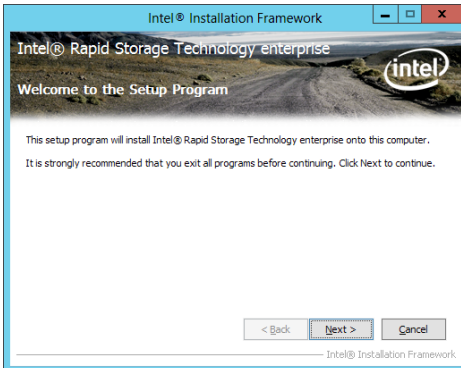 Intel® Installation Framework
Intel® Rapid Storage Technology enterprise
intel
Welcome to the Setup Program
This setup program will install Intel® Rapid Storage Technology enterprise onto this computer.
It is strongly recommended that you exit all programs before continuing. Click Next to continue.
< Back Next > Cancel
Intel® Installation Framework